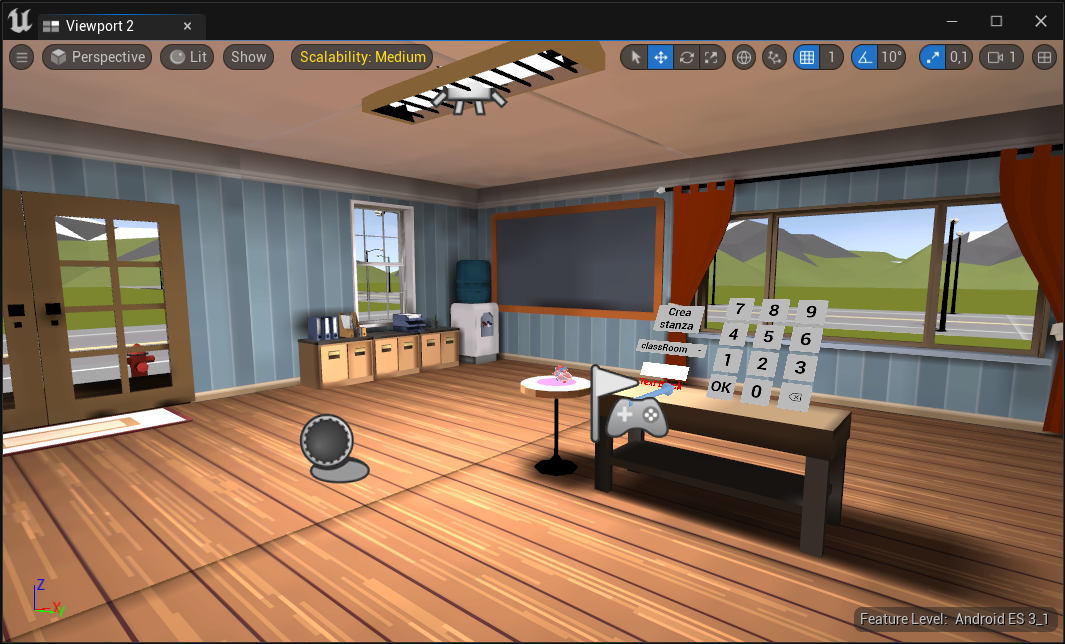 Viewport 2
Perspective
Lit
Show
Scalability: Medium
1
10°
0,1
1
Crea
stanza
classRoom
7 8 9
4 5 6
1 2 3
OK 0
Z
X
Y
Feature Level: Android ES 3_1